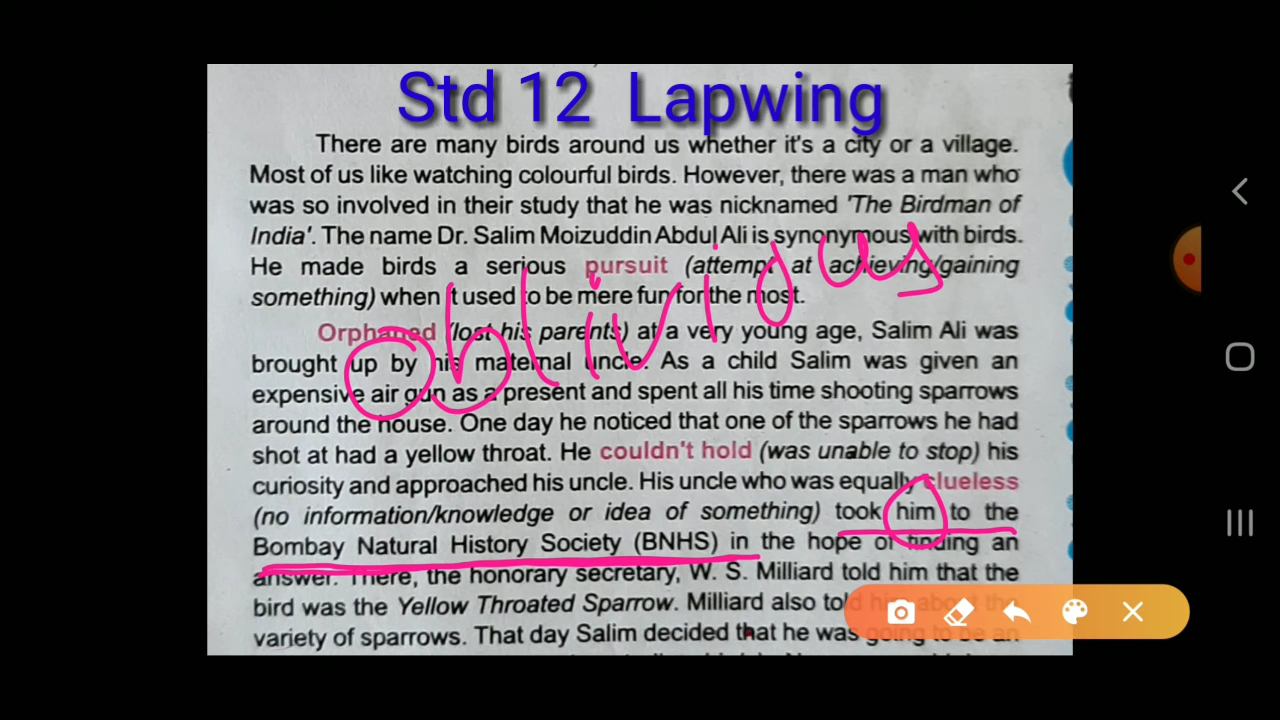 Std 12 Lapwing
There are many birds around us whether it's a city or a village.
Most of us like watching colourful birds. However, there was a man who
was so involved in their study that he was nicknamed 'The Birdman of
India'. The name Dr. Salim Moizuddin Abdul Ali is synonymous with birds.
He made birds a serious pursuit (attempt at achieving/gaining
something) when it used to be mere fun for the most.
oblivious
Orphaned (lost his parents) at a very young age, Salim Ali was
brought up by his maternal uncle. As a child Salim was given an
expensive air gun as a present and spent all his time shooting sparrows
around the house. One day he noticed that one of the sparrows he had
shot at had a yellow throat. He couldn't hold (was unable to stop) his
curiosity and approached his uncle. His uncle who was equally clueless
(no information/knowledge or idea of something) took him to the
Bombay Natural History Society (BNHS) in the hope of finding an
answer. There, the honorary secretary, W. S. Milliard told him that the
bird was the Yellow Throated Sparrow. Milliard also told him about the
variety of sparrows. That day Salim decided that he was going to be an